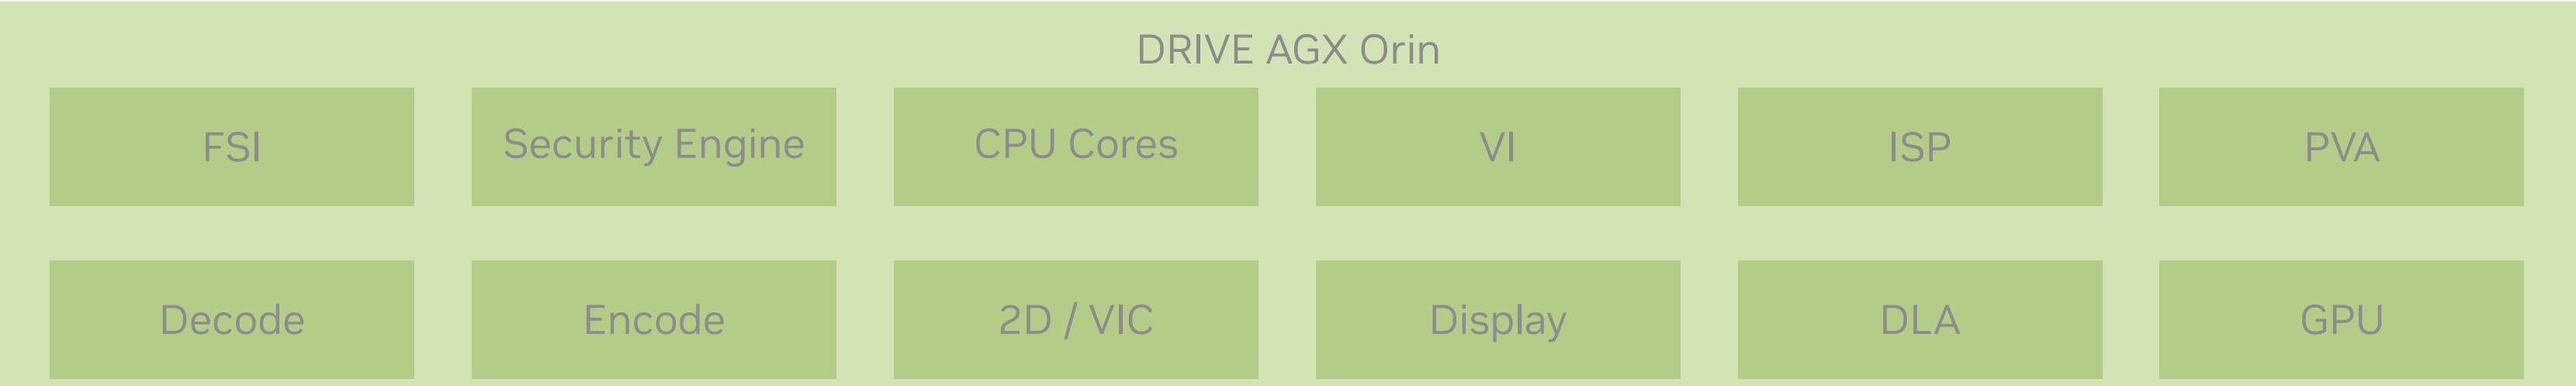 DRIVE AGX Orin
FSI
Security Engine
CPU Cores
VI
ISP
PVA
Decode
Encode
2D / VIC
Display
DLA
GPU